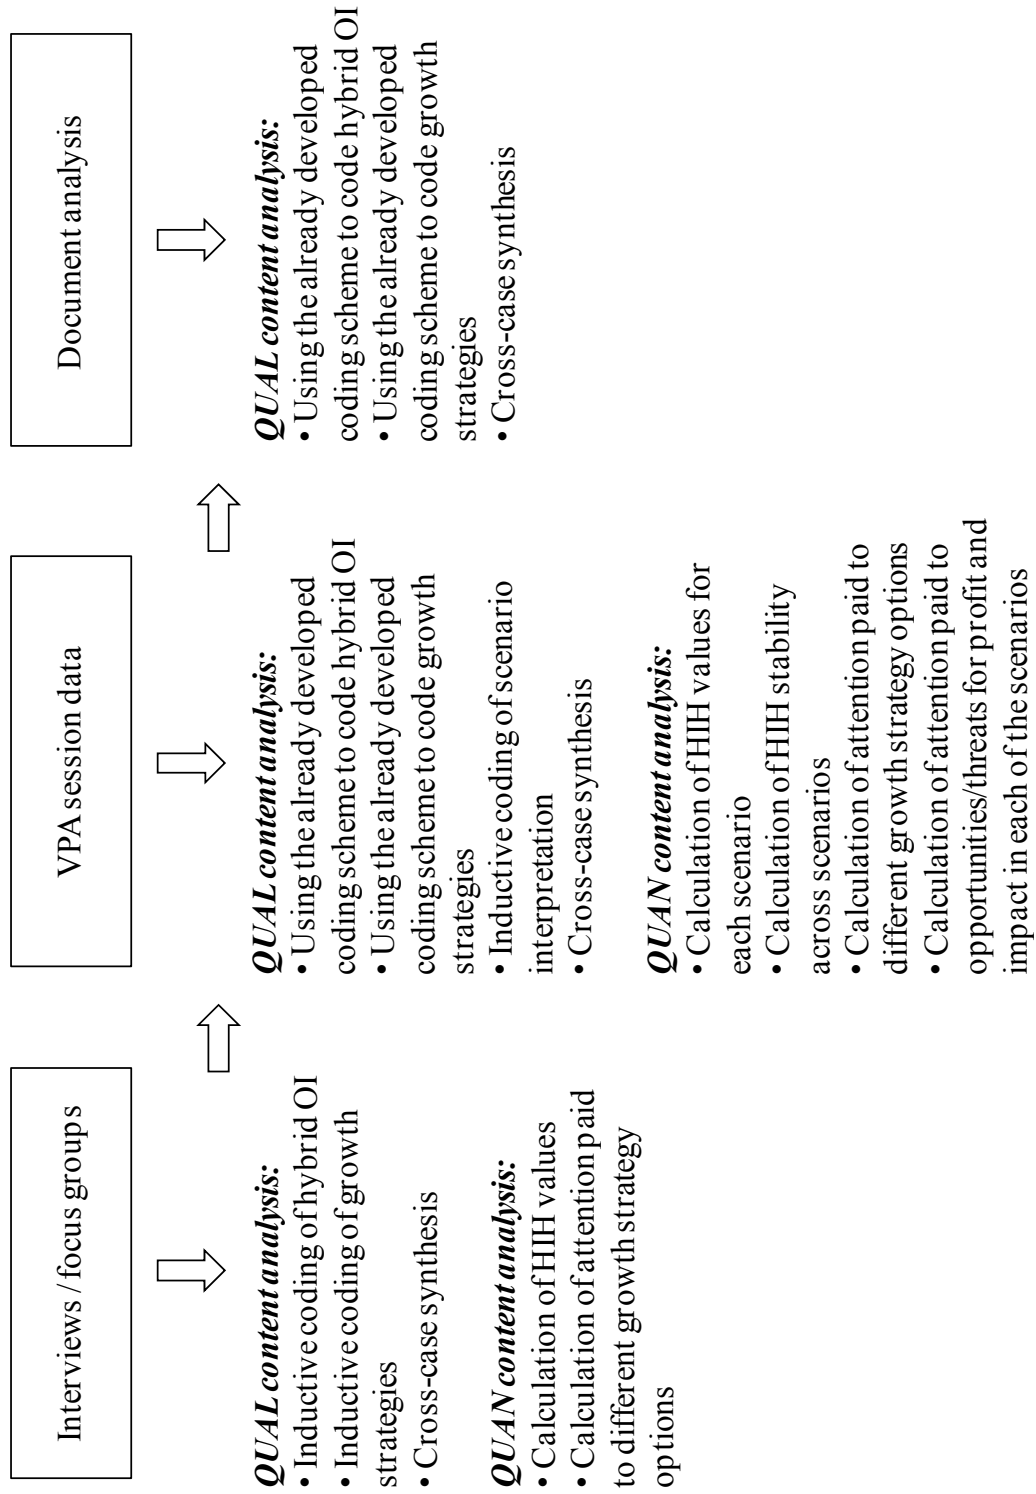 Interviews / focus groups
QUAL content analysis:
• Inductive coding of hybrid OI
• Inductive coding of growth
strategies
• Cross-case synthesis
QUAN content analysis:
• Calculation of HIH values
• Calculation of attention paid
to different growth strategy
options
VPA session data
QUAL content analysis:
• Using the already developed
coding scheme to code hybrid OI
• Using the already developed
coding scheme to code growth
strategies
• Inductive coding of scenario
interpretation
• Cross-case synthesis
QUAN content analysis:
• Calculation of HIH values for
each scenario
• Calculation of HIH stability
across scenarios
• Calculation of attention paid to
different growth strategy options
• Calculation of attention paid to
opportunities/threats for profit and
impact in each of the scenarios
Document analysis
QUAL content analysis:
• Using the already developed
coding scheme to code hybrid OI
• Using the already developed
coding scheme to code growth
strategies
• Cross-case synthesis